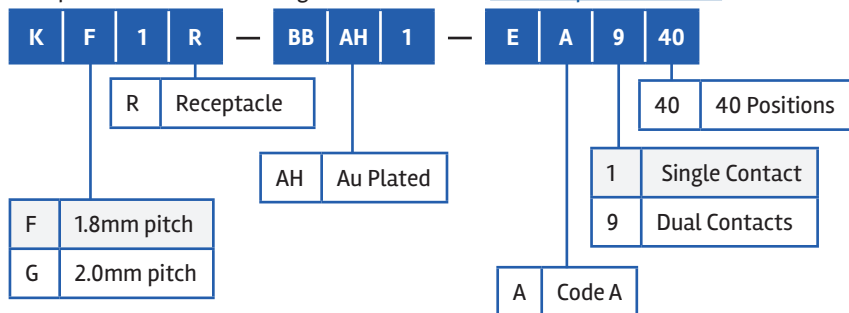 K F 1 R — BB AH 1 — E A 9 40
R Receptacle
40 40 Positions
AH Au Plated
1 Single Contact
9 Dual Contacts
F 1.8mm pitch
G 2.0mm pitch
A Code A